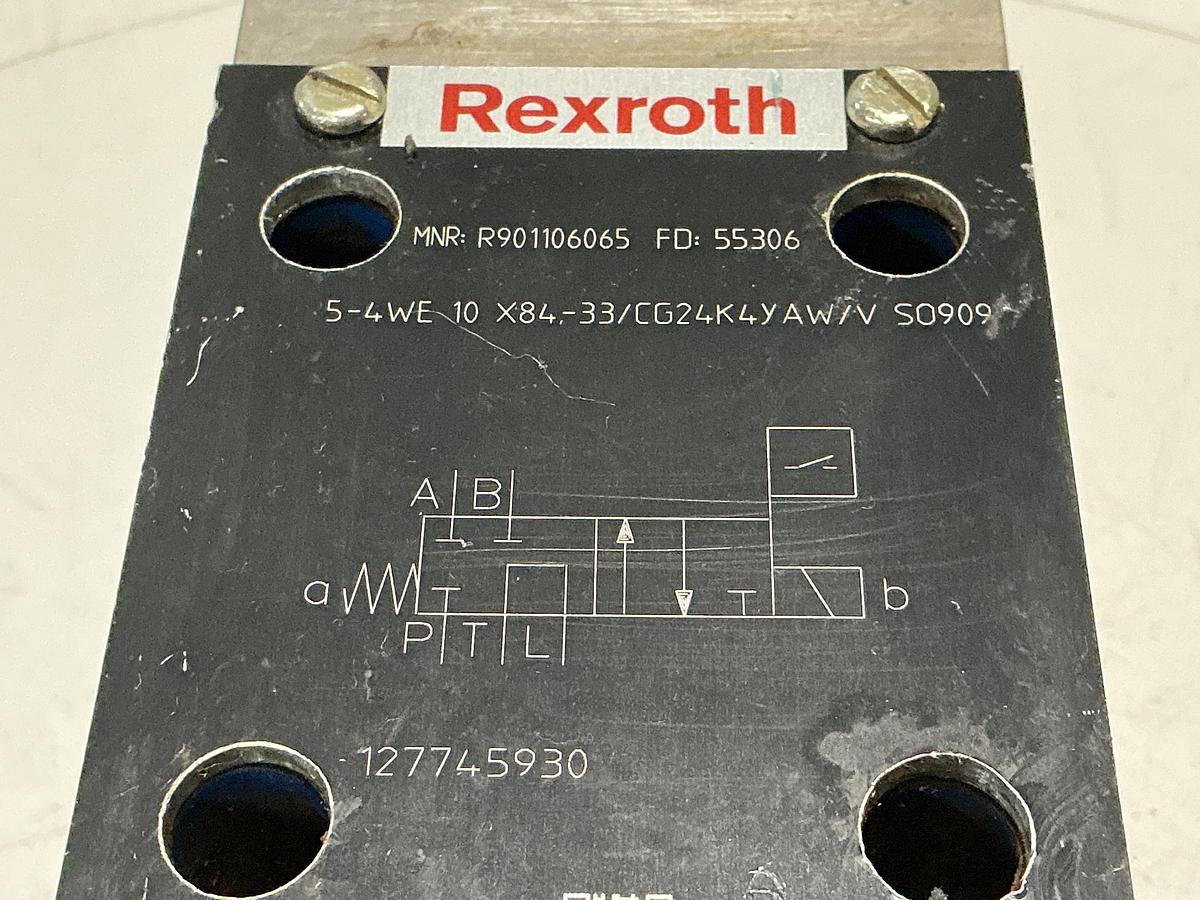 Rexroth
MNR: R901106065 FD: 55306
5-4WE 10 X84-33/CG24K4YAW/V SO909
A B
a b
P T L
127745930